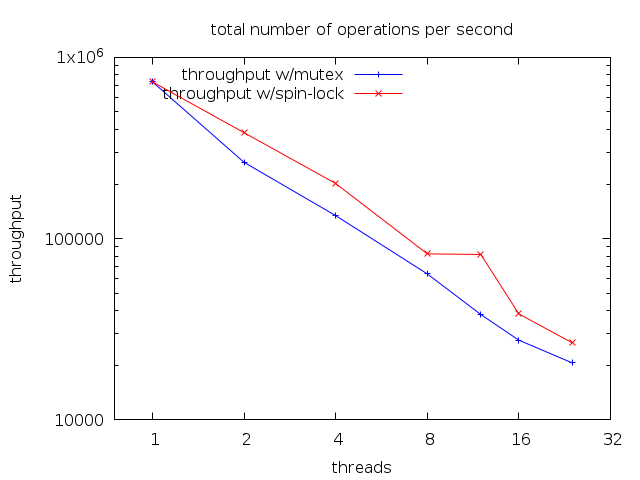 total number of operations per second
1x10⁶
throughput w/mutex
throughput w/spin-lock
100000
throughput
10000
1 2 4 8 16 32
threads